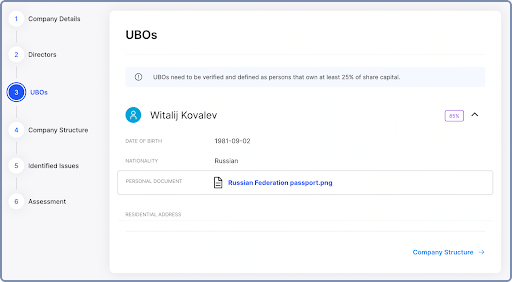 1 Company Details
2 Directors
3 UBOs
4 Company Structure
5 Identified Issues
6 Assessment
UBOs
UBOs need to be verified and defined as persons that own at least 25% of share capital.
Witalij Kovalev 85%
DATE OF BIRTH 1981-09-02
NATIONALITY Russian
PERSONAL DOCUMENT Russian Federation passport.png
RESIDENTIAL ADDRESS
Company Structure →